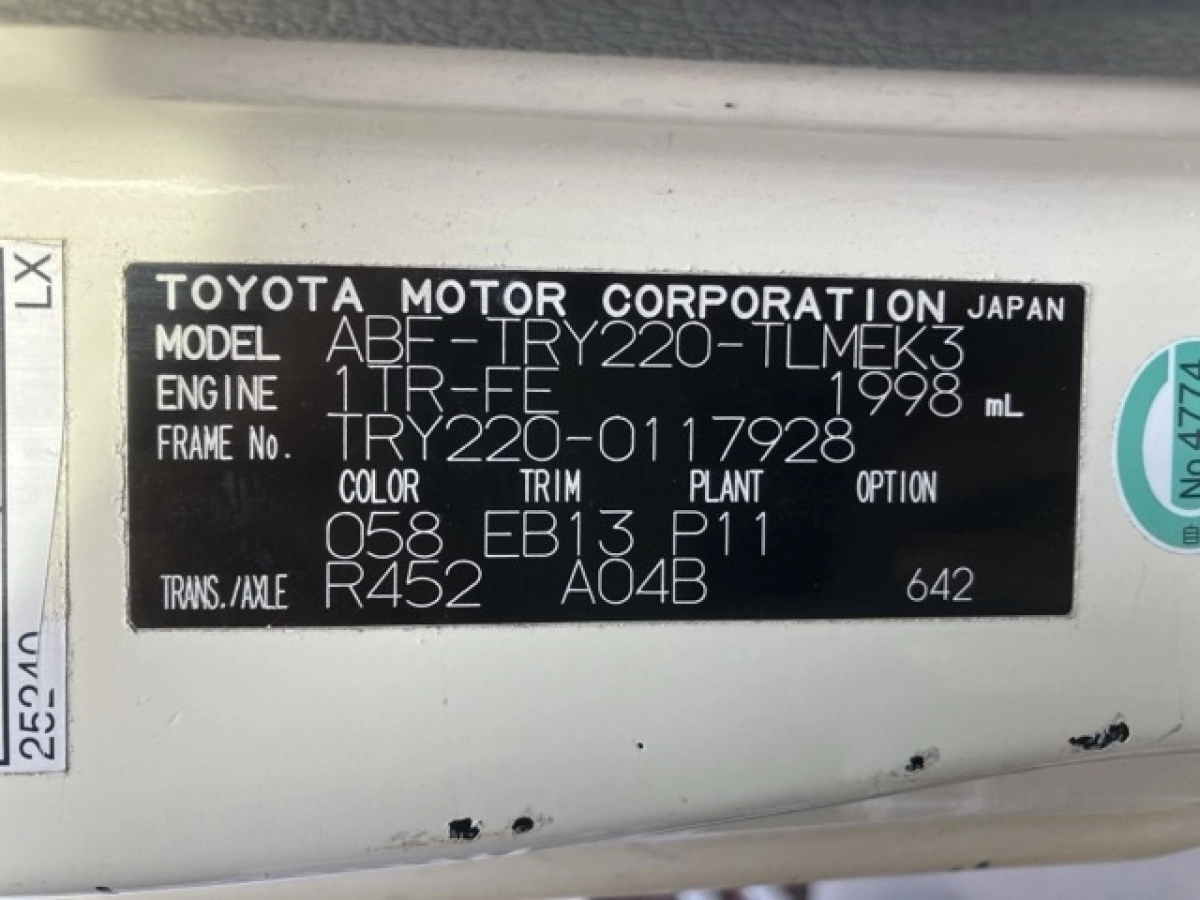 TOYOTA MOTOR CORPORATION JAPAN
MODEL ABF-TRY220-TLMEK3
ENGINE 1TR-FE 1998 mL
FRAME No. TRY220-0117928
COLOR TRIM PLANT OPTION
058 EB13 P11
TRANS./AXLE R452 A04B 642
LX
No.4774